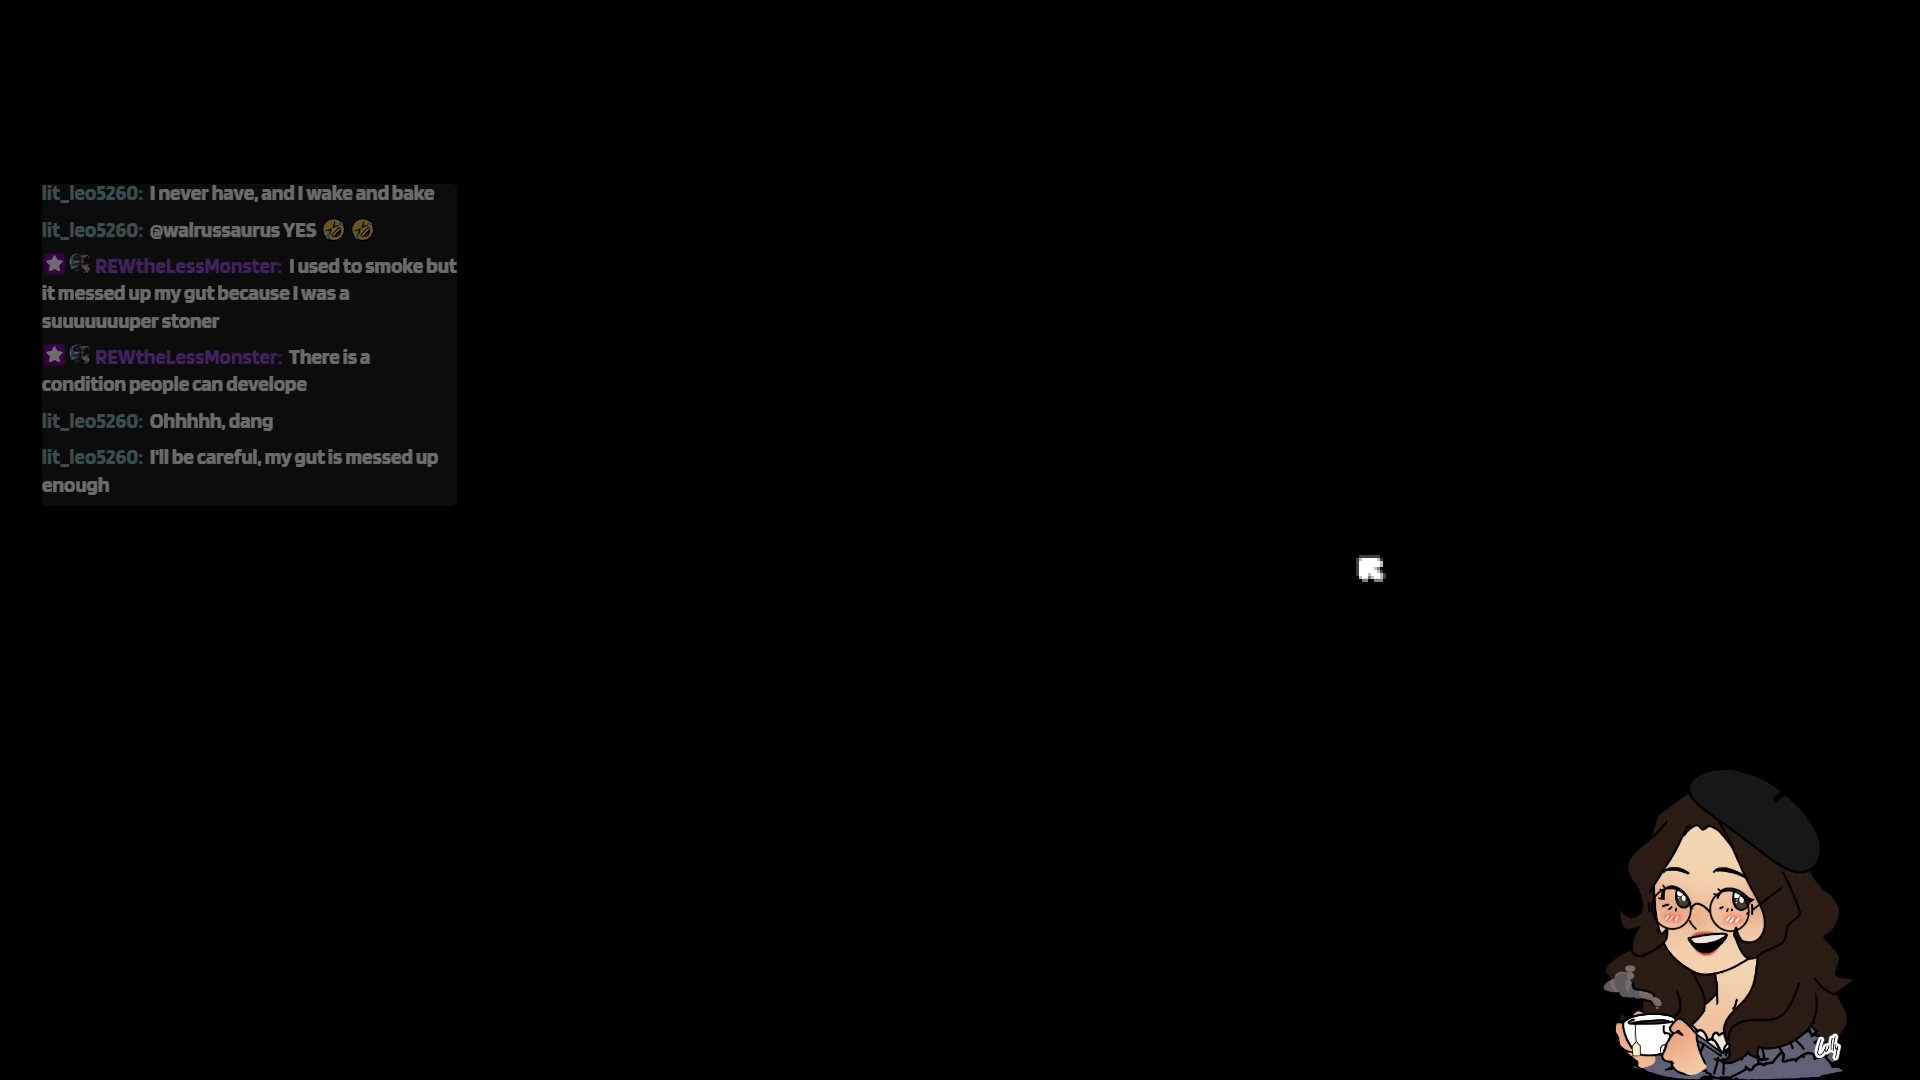 lit_leo5260: I never have, and I wake and bake
lit_leo5260: @walrussaurus YES 🤣 🤣
REWtheLessMonster: I used to smoke but
it messed up my gut because I was a
suuuuuuuper stoner
REWtheLessMonster: There is a
condition people can develope
lit_leo5260: Ohhhhh, dang
lit_leo5260: I'll be careful, my gut is messed up
enough